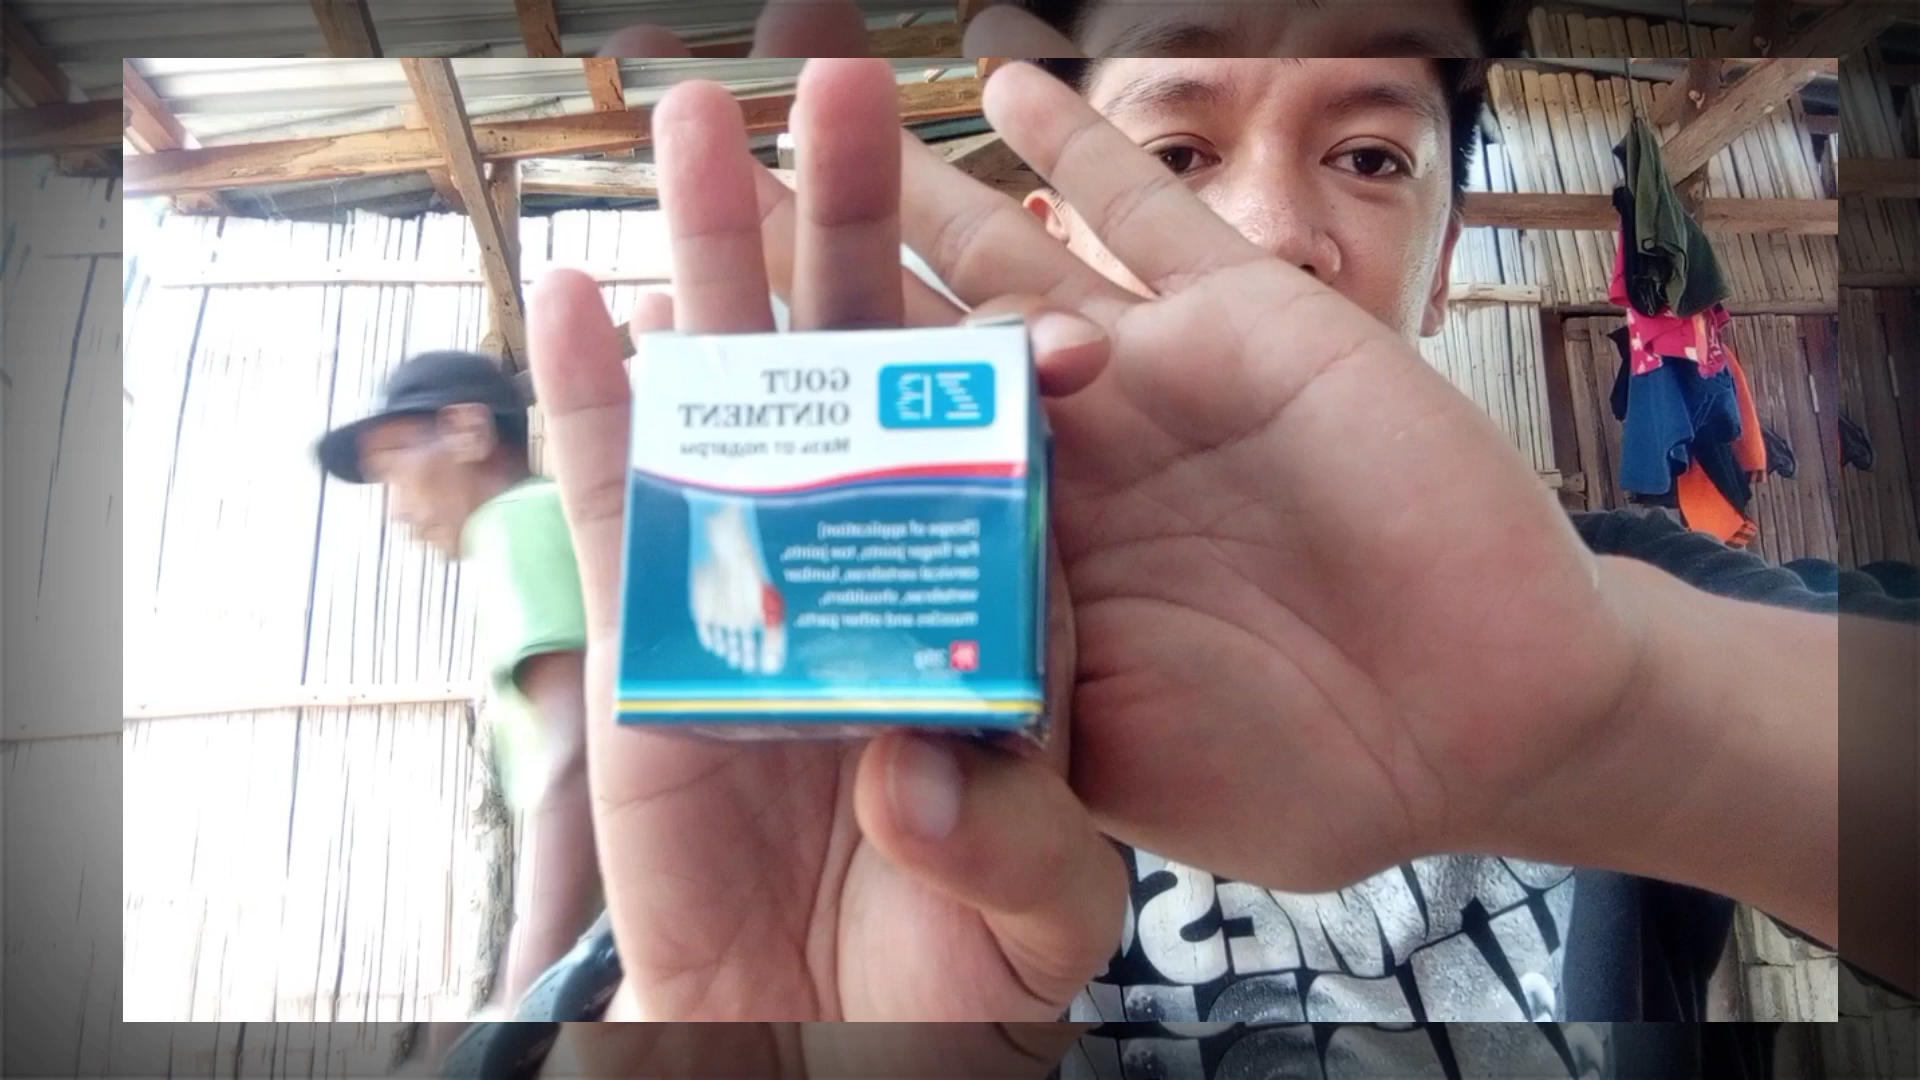 GOUT
OINTMENT
Мазь от подагры
[Scope of application]
For finger joints, toe joints,
cervical vertebrae, lumbar
vertebrae, shoulders,
muscles and other parts.
20g